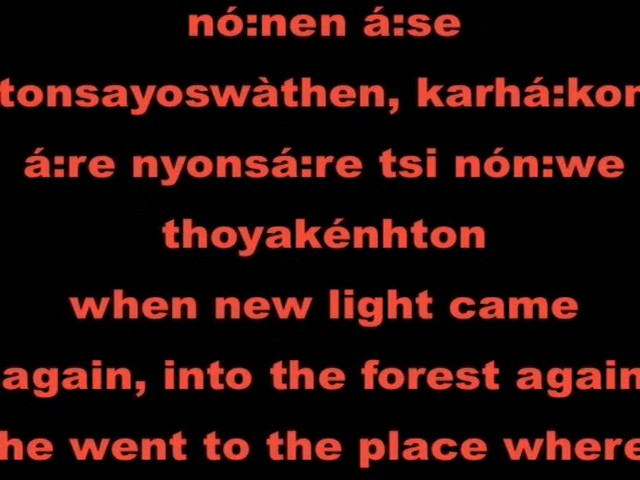 nó:nen á:se
tonsayoswàthen, karhá:kon
á:re nyonsá:re tsi nón:we
thoyakénhton
when new light came
again, into the forest again
he went to the place where